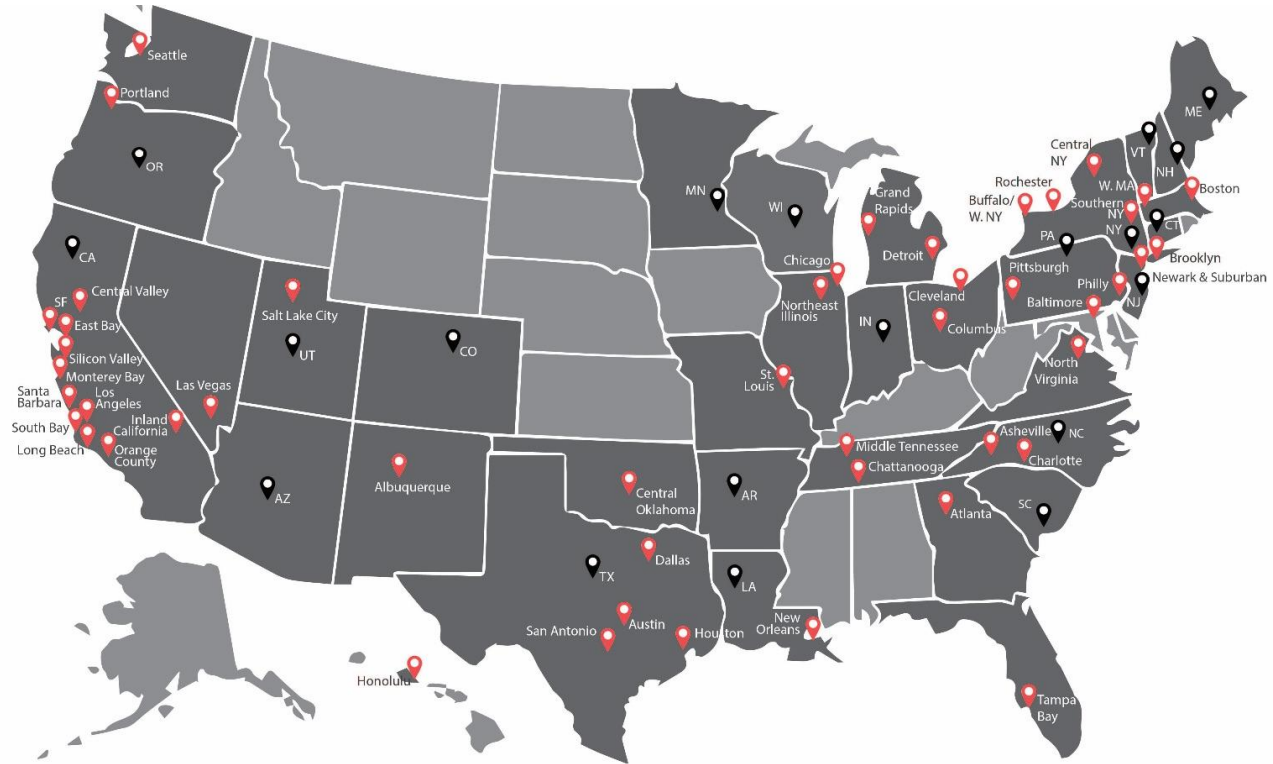 Seattle
Portland
OR
CA
Central Valley
SF
East Bay
Silicon Valley
Monterey Bay
Santa
Barbara
Los
Angeles
South Bay
Long Beach
Inland
California
Orange
County
Las Vegas
Salt Lake City
UT
CO
AZ
Albuquerque
Central
Oklahoma
TX
Dallas
Austin
San Antonio
Houston
Honolulu
MN
WI
Grand
Rapids
Detroit
Chicago
Northeast
Illinois
IN
St.
Louis
AR
LA
New
Orleans
Cleveland
Columbus
Middle Tennessee
Chattanooga
Asheville
NC
Charlotte
SC
Atlanta
Tampa
Bay
North
Virginia
Pittsburgh
Philly
Baltimore
NJ
PA
Newark & Suburban
Brooklyn
CT
NY
Southern
NY
W. MA
Boston
Buffalo/
W. NY
Rochester
Central
NY
VT
NH
ME